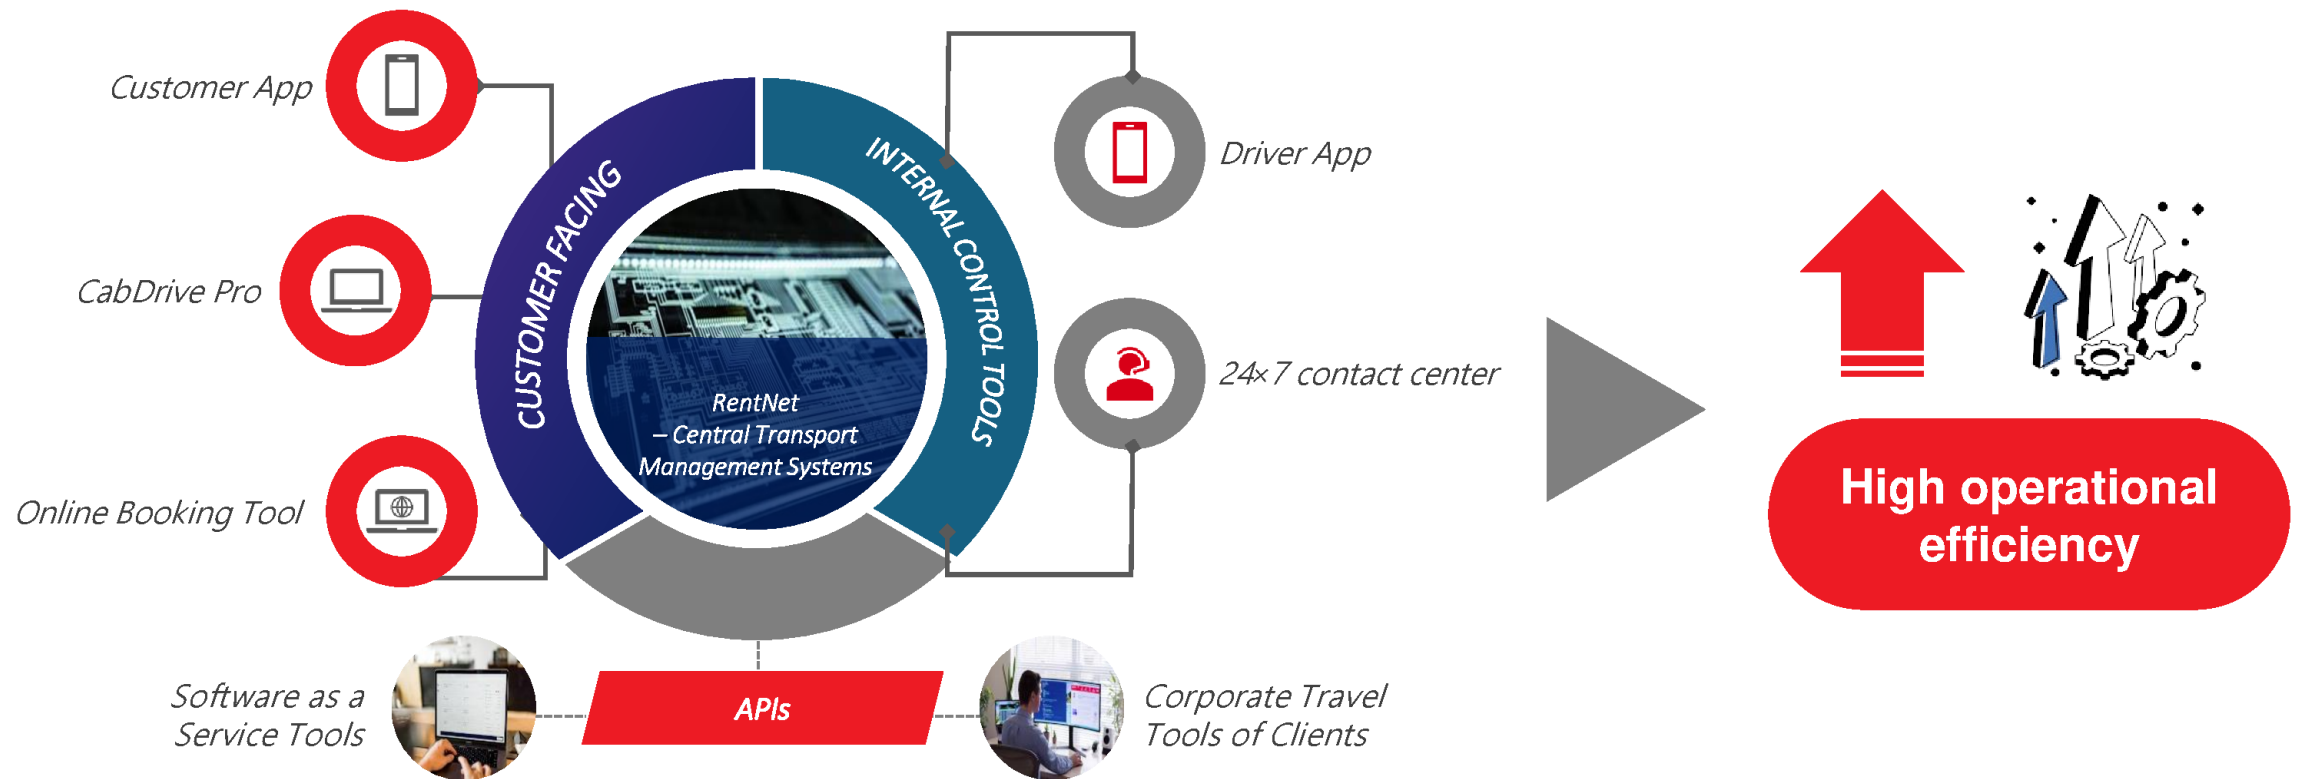 Customer App
CabDrive Pro
Online Booking Tool
CUSTOMER FACING
INTERNAL CONTROL TOOLS
RentNet
– Central Transport
Management Systems
Driver App
24×7 contact center
Software as a
Service Tools
APIs
Corporate Travel
Tools of Clients
High operational
efficiency